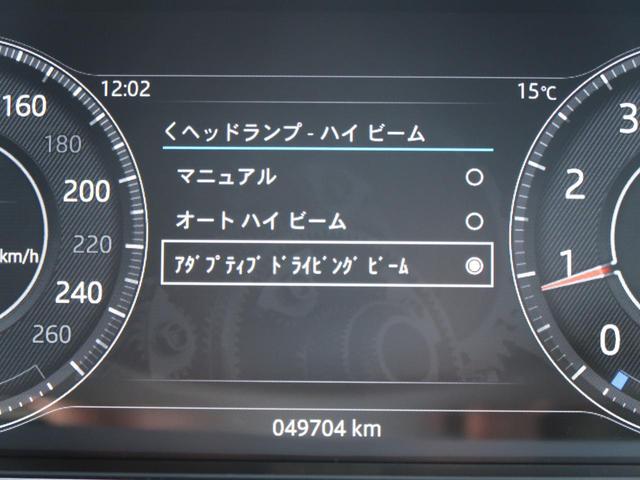 12:02
15℃
<ヘッドランプ - ハイ ビーム
マニュアル
オート ハイ ビーム
ｱﾀﾞﾌﾟﾃｨﾌﾞ ﾄﾞﾗｲﾋﾞﾝｸﾞ ﾋﾞｰﾑ
160
180
200
220
240
260
km/h
3
2
1
0
049704 km